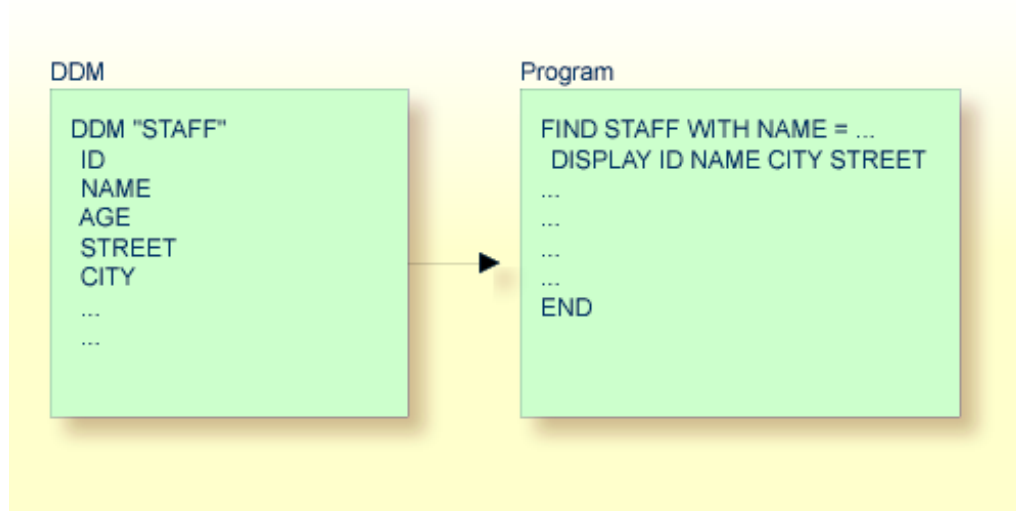 DDM
DDM "STAFF"
ID
NAME
AGE
STREET
CITY
...
...
Program
FIND STAFF WITH NAME = ...
DISPLAY ID NAME CITY STREET
...
...
...
...
END